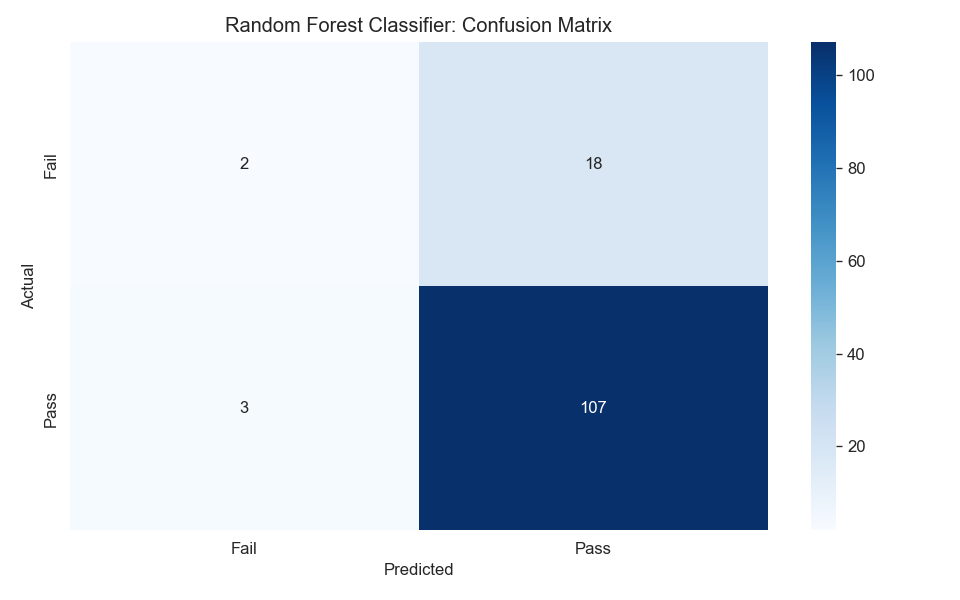 Random Forest Classifier: Confusion Matrix
Actual
Fail
2
18
Pass
3
107
Fail
Pass
Predicted
100
80
60
40
20